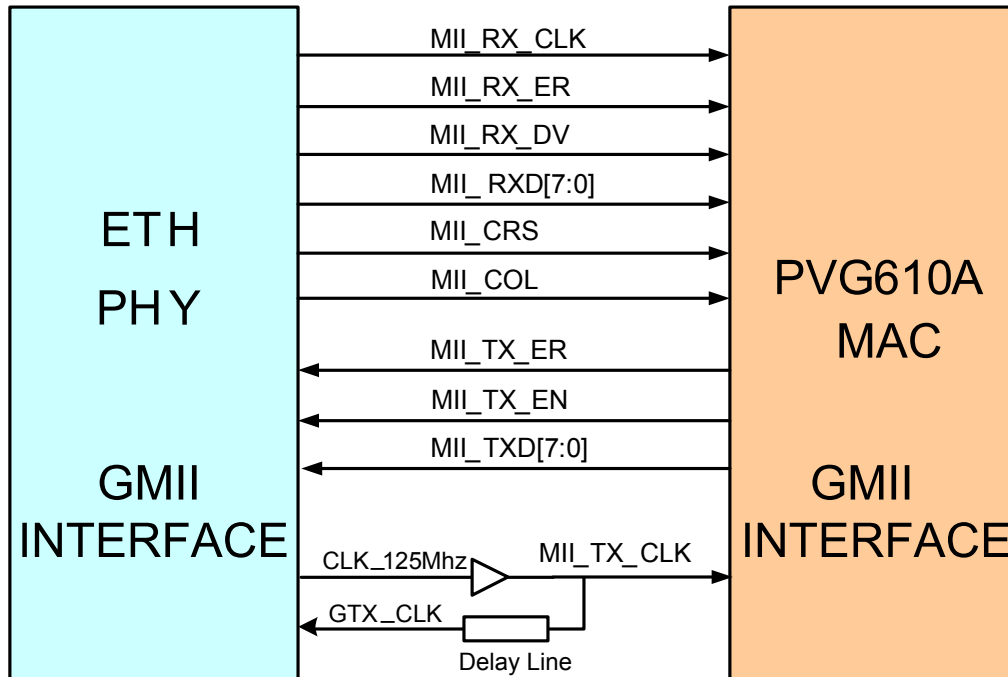 MII_RX_CLK
MII_RX_ER
MII_RX_DV
MII_ RXD[7:0]
MII_CRS
MII_COL
MII_TX_ER
MII_TX_EN
MII_TXD[7:0]
ETH
PHY
GMII
INTERFACE
PVG610A
MAC
GMII
INTERFACE
CLK_125Mhz
MII_TX_CLK
GTX_CLK
Delay Line